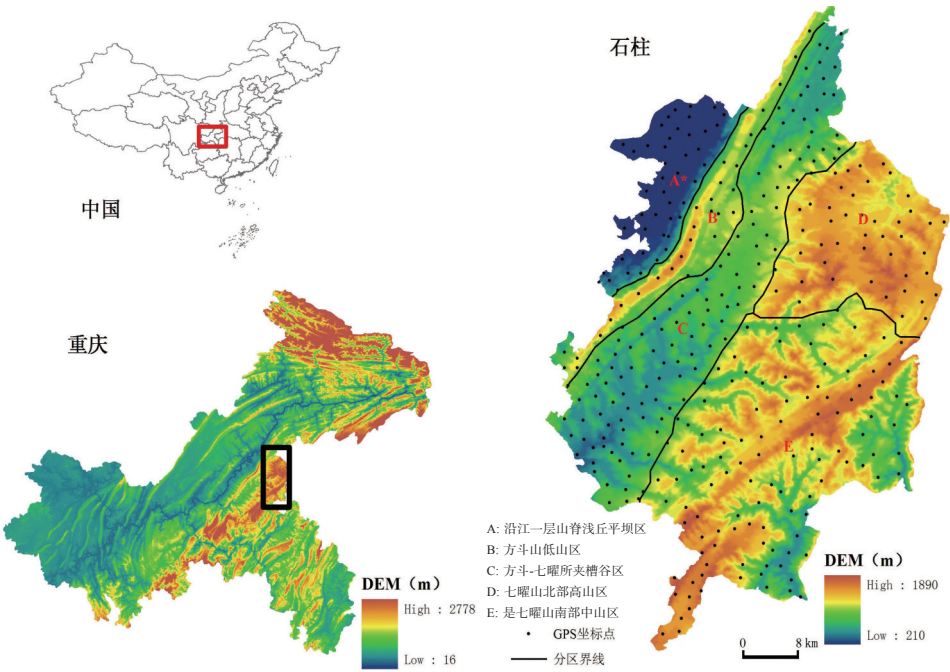 中国
重庆
DEM（m）
High : 2778
Low : 16
石柱
A*
B
C
D
E
A: 沿江一层山脊浅丘平坝区
B: 方斗山低山区
C: 方斗-七曜所夹槽谷区
D: 七曜山北部高山区
E: 是七曜山南部中山区
GPS坐标点
分区界线
0 8 km
DEM（m）
High : 1890
Low : 210